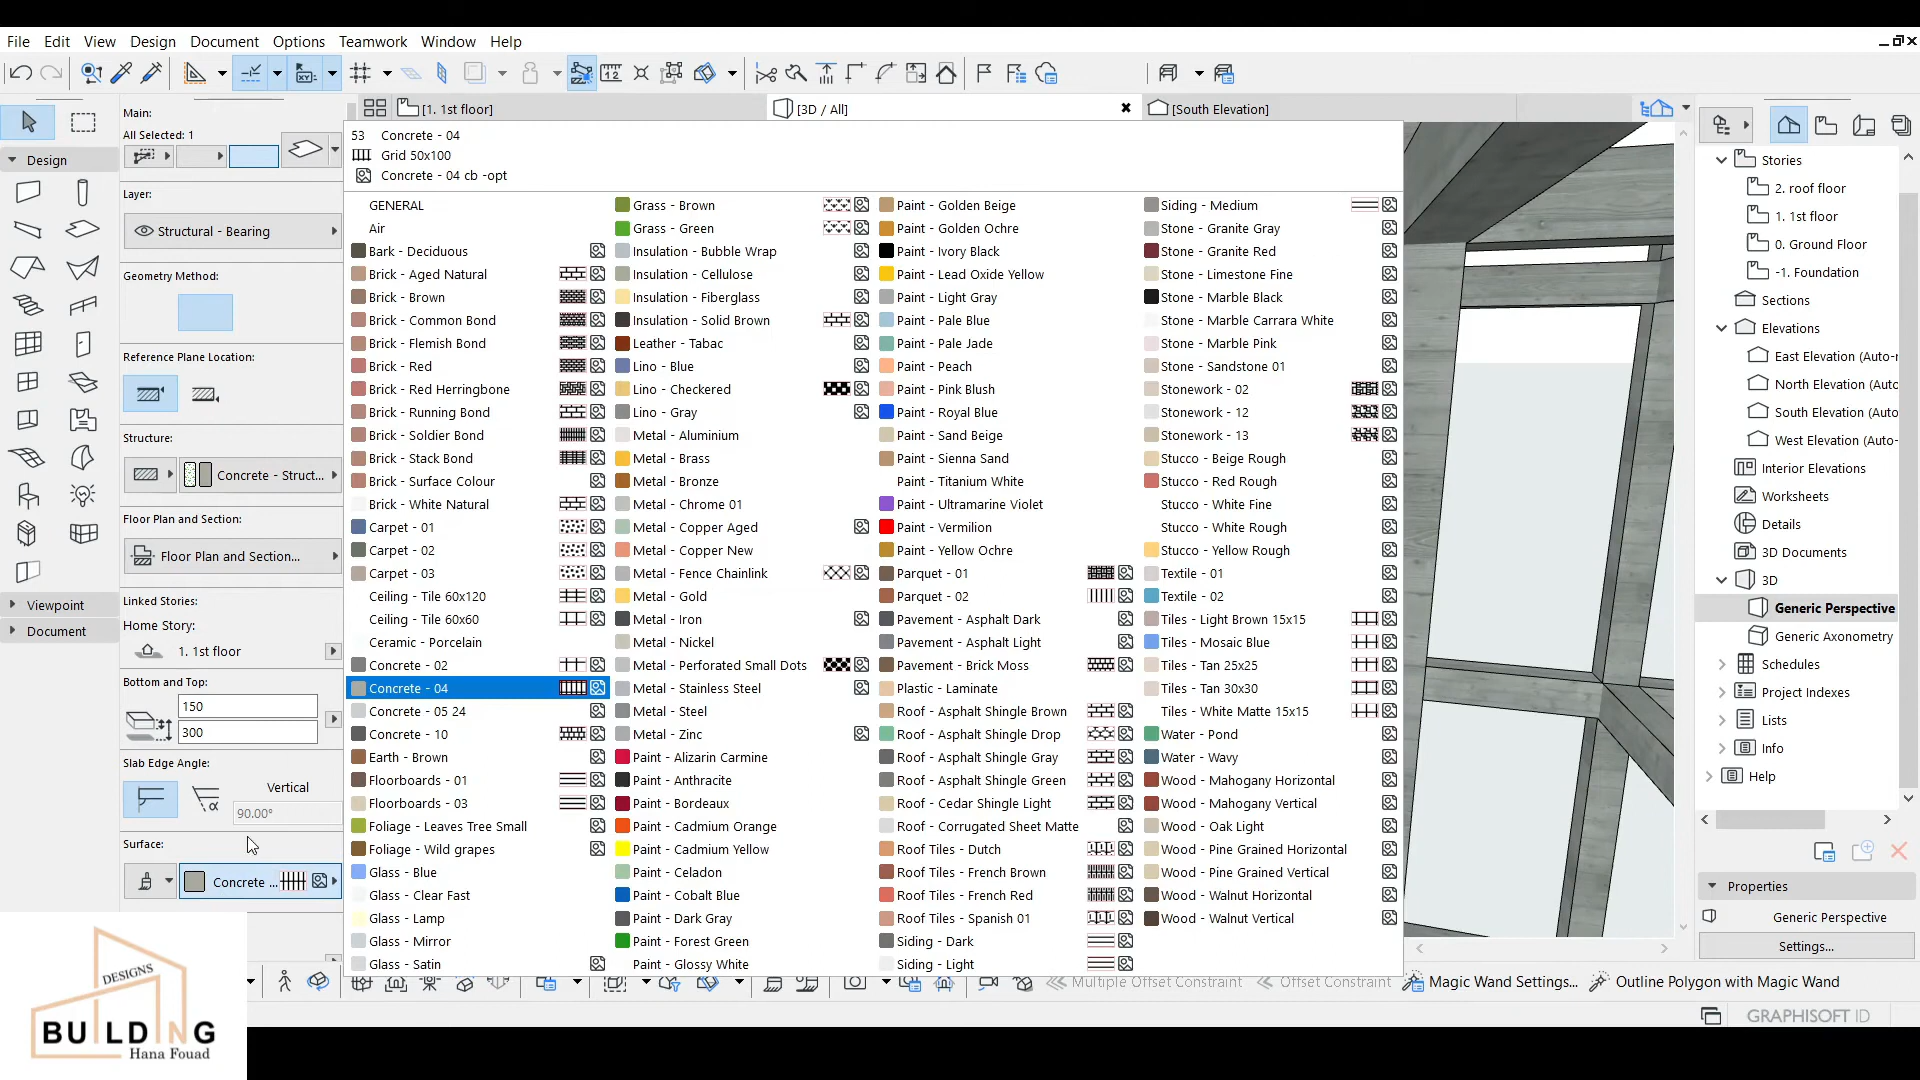 File Edit View Design Document Options Teamwork Window Help
[1. 1st floor]
[3D / All]
[South Elevation]
Main:
All Selected: 1
Layer:
Structural - Bearing
Geometry Method:
Reference Plane Location:
Structure:
Concrete - Struct...
Floor Plan and Section:
Floor Plan and Section...
Linked Stories:
Home Story:
1. 1st floor
Bottom and Top:
150
300
Slab Edge Angle:
Vertical
90.00°
Surface:
Concrete ...
Design
Viewpoint
Document
53 Concrete - 04
Grid 50x100
Concrete - 04 cb -opt
GENERAL
Air
Bark - Deciduous
Brick - Aged Natural
Brick - Brown
Brick - Common Bond
Brick - Flemish Bond
Brick - Red
Brick - Red Herringbone
Brick - Running Bond
Brick - Soldier Bond
Brick - Stack Bond
Brick - Surface Colour
Brick - White Natural
Carpet - 01
Carpet - 02
Carpet - 03
Ceiling - Tile 60x120
Ceiling - Tile 60x60
Ceramic - Porcelain
Concrete - 02
Concrete - 04
Concrete - 05 24
Concrete - 10
Earth - Brown
Floorboards - 01
Floorboards - 03
Foliage - Leaves Tree Small
Foliage - Wild grapes
Glass - Blue
Glass - Clear Fast
Glass - Lamp
Glass - Mirror
Glass - Satin
Grass - Brown
Grass - Green
Insulation - Bubble Wrap
Insulation - Cellulose
Insulation - Fiberglass
Insulation - Solid Brown
Leather - Tabac
Lino - Blue
Lino - Checkered
Lino - Gray
Metal - Aluminium
Metal - Brass
Metal - Bronze
Metal - Chrome 01
Metal - Copper Aged
Metal - Copper New
Metal - Fence Chainlink
Metal - Gold
Metal - Iron
Metal - Nickel
Metal - Perforated Small Dots
Metal - Stainless Steel
Metal - Steel
Metal - Zinc
Paint - Alizarin Carmine
Paint - Anthracite
Paint - Bordeaux
Paint - Cadmium Orange
Paint - Cadmium Yellow
Paint - Celadon
Paint - Cobalt Blue
Paint - Dark Gray
Paint - Forest Green
Paint - Glossy White
Paint - Golden Beige
Paint - Golden Ochre
Paint - Ivory Black
Paint - Lead Oxide Yellow
Paint - Light Gray
Paint - Pale Blue
Paint - Pale Jade
Paint - Peach
Paint - Pink Blush
Paint - Royal Blue
Paint - Sand Beige
Paint - Sienna Sand
Paint - Titanium White
Paint - Ultramarine Violet
Paint - Vermilion
Paint - Yellow Ochre
Parquet - 01
Parquet - 02
Pavement - Asphalt Dark
Pavement - Asphalt Light
Pavement - Brick Moss
Plastic - Laminate
Roof - Asphalt Shingle Brown
Roof - Asphalt Shingle Drop
Roof - Asphalt Shingle Gray
Roof - Asphalt Shingle Green
Roof - Cedar Shingle Light
Roof - Corrugated Sheet Matte
Roof Tiles - Dutch
Roof Tiles - French Brown
Roof Tiles - French Red
Roof Tiles - Spanish 01
Siding - Dark
Siding - Light
Siding - Medium
Stone - Granite Gray
Stone - Granite Red
Stone - Limestone Fine
Stone - Marble Black
Stone - Marble Carrara White
Stone - Marble Pink
Stone - Sandstone 01
Stonework - 02
Stonework - 12
Stonework - 13
Stucco - Beige Rough
Stucco - Red Rough
Stucco - White Fine
Stucco - White Rough
Stucco - Yellow Rough
Textile - 01
Textile - 02
Tiles - Light Brown 15x15
Tiles - Mosaic Blue
Tiles - Tan 25x25
Tiles - Tan 30x30
Tiles - White Matte 15x15
Water - Pond
Water - Wavy
Wood - Mahogany Horizontal
Wood - Mahogany Vertical
Wood - Oak Light
Wood - Pine Grained Horizontal
Wood - Pine Grained Vertical
Wood - Walnut Horizontal
Wood - Walnut Vertical
Stories
2. roof floor
1. 1st floor
0. Ground Floor
-1. Foundation
Sections
Elevations
East Elevation (Auto-r
North Elevation (Auto
South Elevation (Auto
West Elevation (Auto-
Interior Elevations
Worksheets
Details
3D Documents
3D
Generic Perspective
Generic Axonometry
Schedules
Project Indexes
Lists
Info
Help
Properties
Generic Perspective
Settings...
Multiple Offset Constraint
Offset Constraint
Magic Wand Settings...
Outline Polygon with Magic Wand
GRAPHISOFT ID
DESIGNS
BUILDING
Hana Fouad